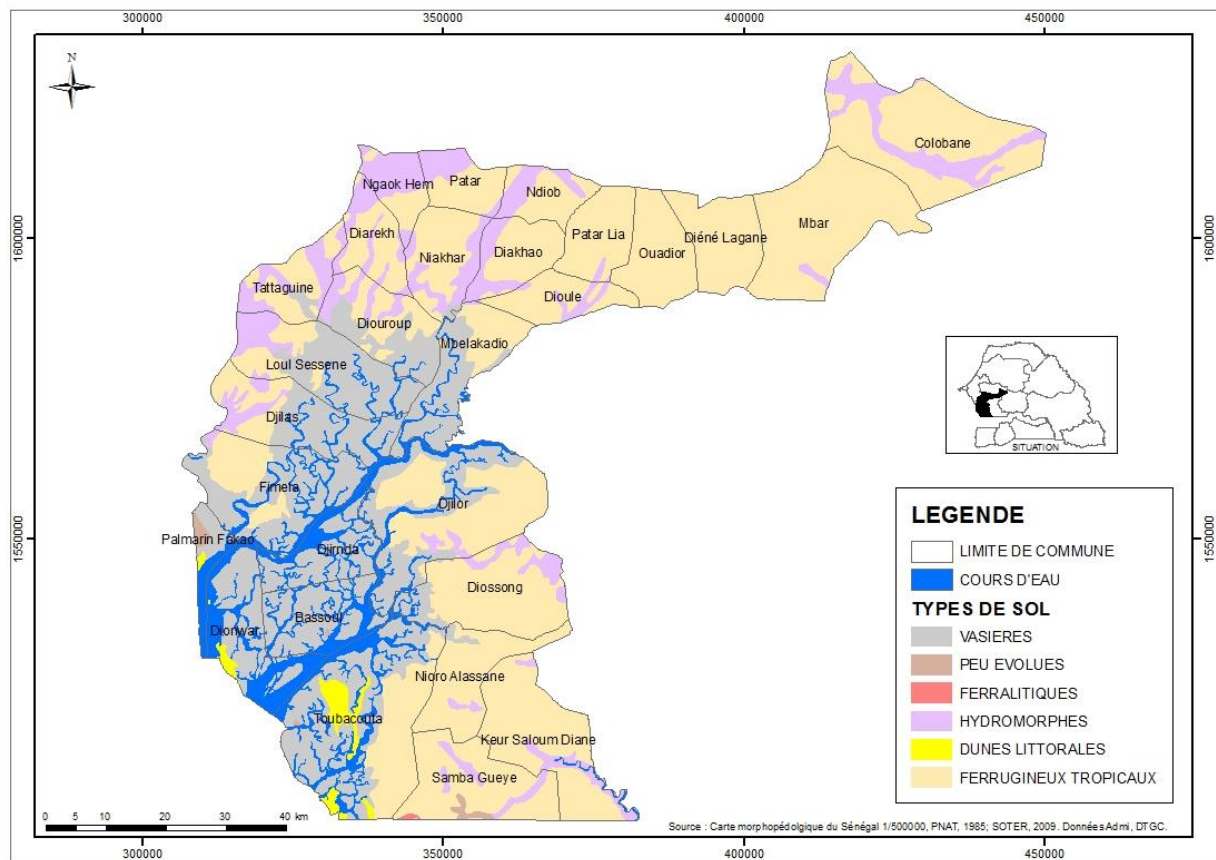 300000 350000 400000 450000
N
1600000 1600000
1550000 1550000
Colobane
Ngaok Hem Patar
Ndiob
Diarekh
Niakhar
Diakhao
Patar Lia
Ouadior
Diéné Lagane
Mbar
Tattaguine
Dioule
Diouroup
Mbelakadio
Loul Sessene
Djilas
Fimela
Djilor
Palmarin Fakao
Djirnda
Diossong
Bassoul
Dionwar
Nioro Alassane
Toubacouta
Keur Saloum Diane
Samba Gueye
SITUATION
LEGENDE
LIMITE DE COMMUNE
COURS D'EAU
TYPES DE SOL
VASIERES
PEU EVOLUES
FERRALITIQUES
HYDROMORPHES
DUNES LITTORALES
FERRUGINEUX TROPICAUX
0 5 10 20 30 40 km
Source : Carte morphopédolgique du Sénégal 1/500000, PNAT, 1985; SOTER, 2009. Données Admi, DTGC.
300000 350000 400000 450000